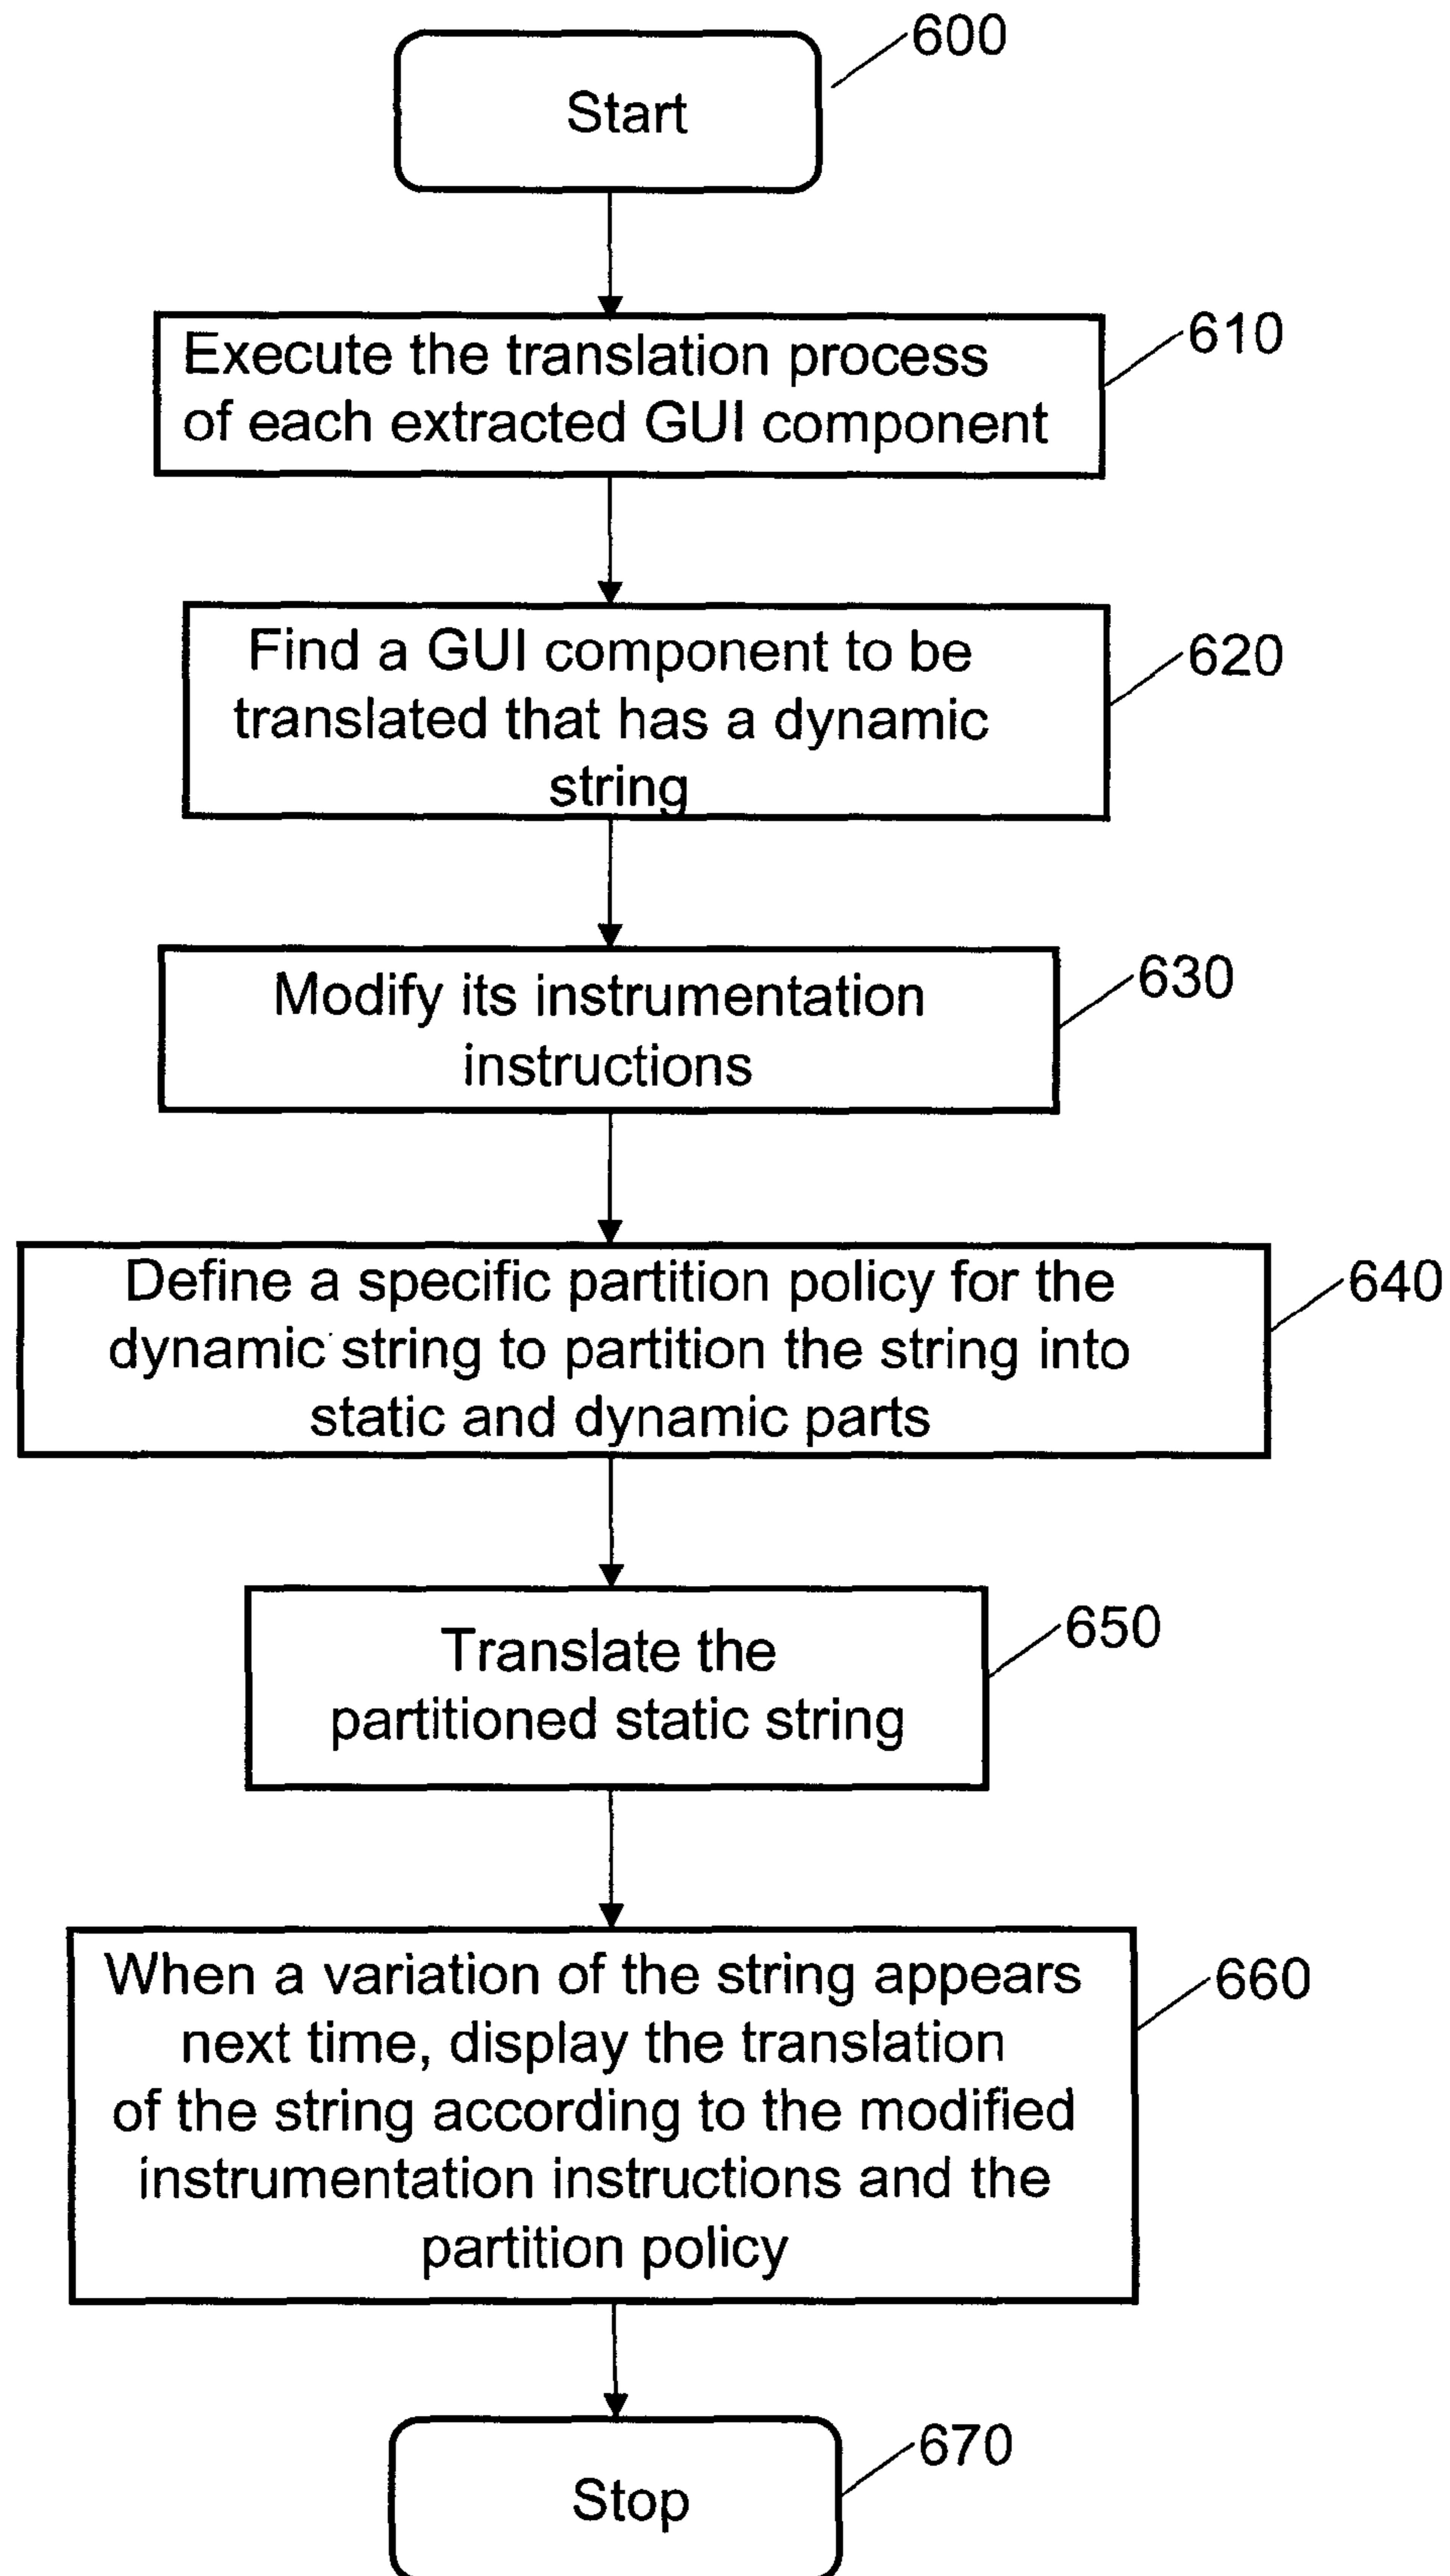 600
Start
610
Execute the translation process
of each extracted GUI component
620
Find a GUI component to be
translated that has a dynamic
string
630
Modify its instrumentation
instructions
640
Define a specific partition policy for the
dynamic string to partition the string into
static and dynamic parts
650
Translate the
partitioned static string
660
When a variation of the string appears
next time, display the translation
of the string according to the modified
instrumentation instructions and the
partition policy
670
Stop